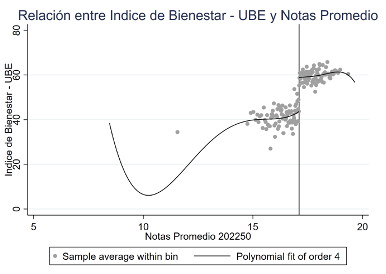 Relación entre Indice de Bienestar - UBE y Notas Promedio
Indice de Bienestar - UBE
80
60
40
20
0
5
10
15
20
Notas Promedio 202250
Sample average within bin
Polynomial fit of order 4